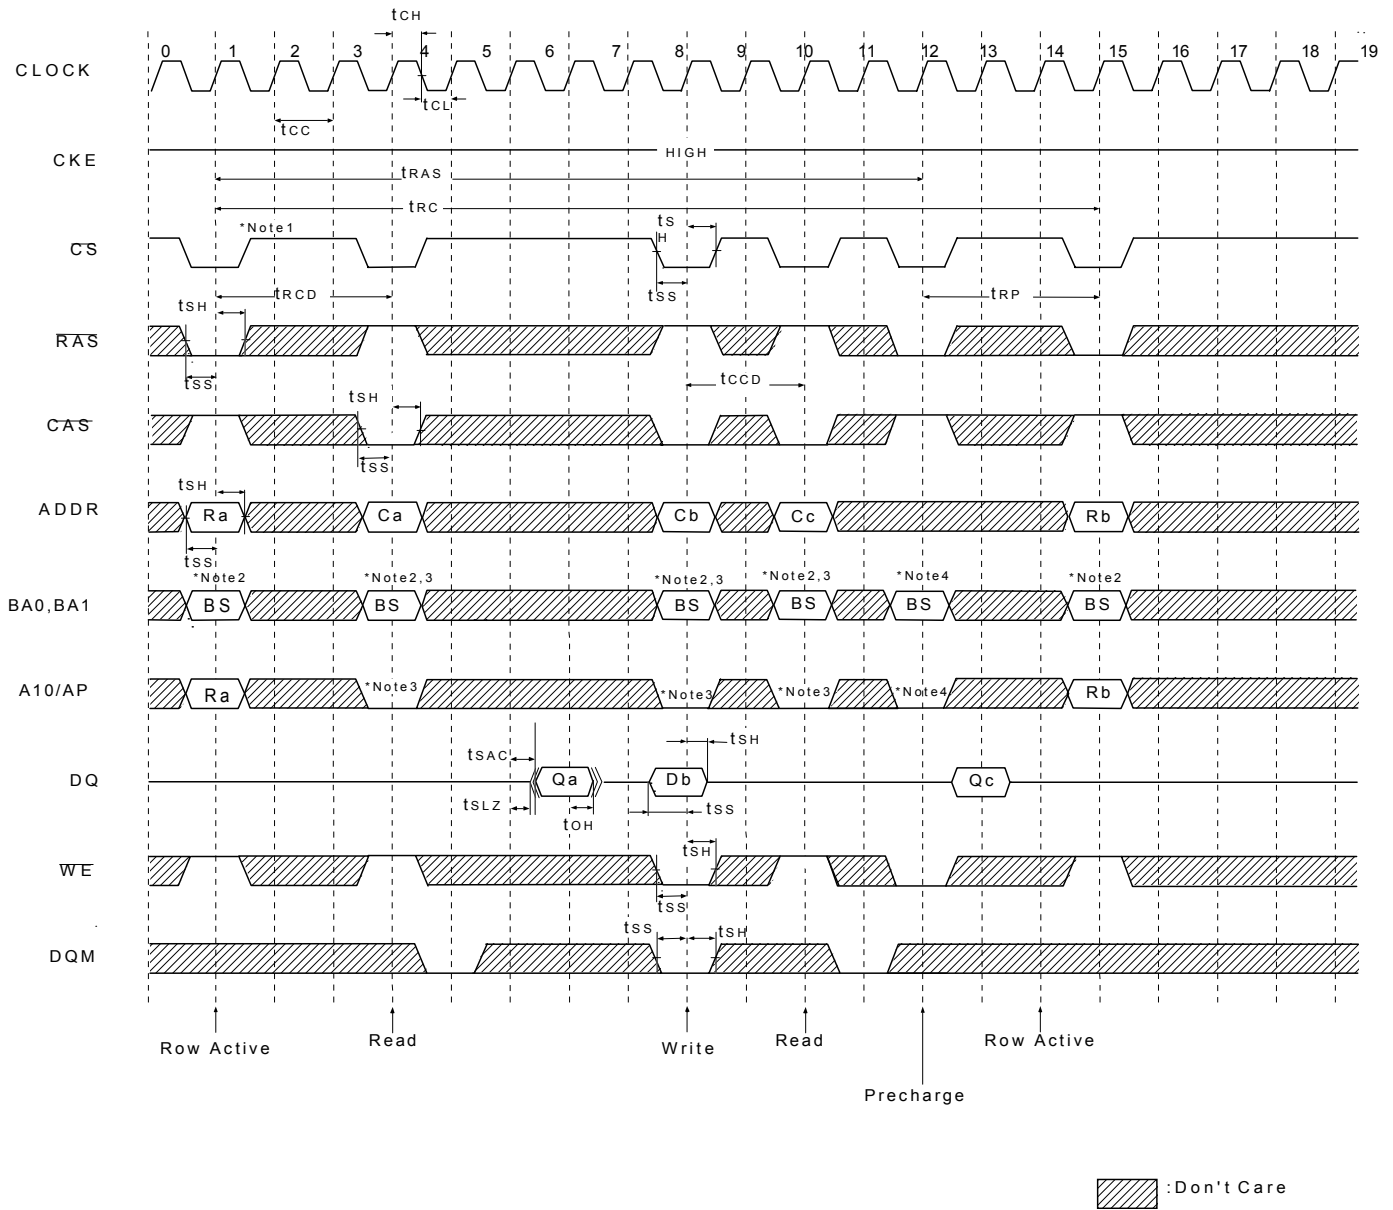 tCH
0 1 2 3 4 5 6 7 8 9 10 11 12 13 14 15 16 17 18 19
CLOCK
tCL
tCC
CKE
HIGH
tRAS
tRC
*Note1
tS
H
CS
tSS
tRCD
tRP
tSH
RAS
tSS
tCCD
tSH
CAS
tSS
tSH
ADDR
Ra Ca Cb Cc Rb
tSS
*Note2 *Note2,3 *Note2,3 *Note2,3 *Note4 *Note2
BA0,BA1
BS BS BS BS BS BS
A10/AP
Ra *Note3 *Note3 *Note3 *Note4 Rb
tSH
tSAC
DQ
Qa Db Qc
tSLZ
tOH
tSS
tSH
WE
tSS
tSS tSH
DQM
Row Active Read Write Read Row Active
Precharge
:Don't Care